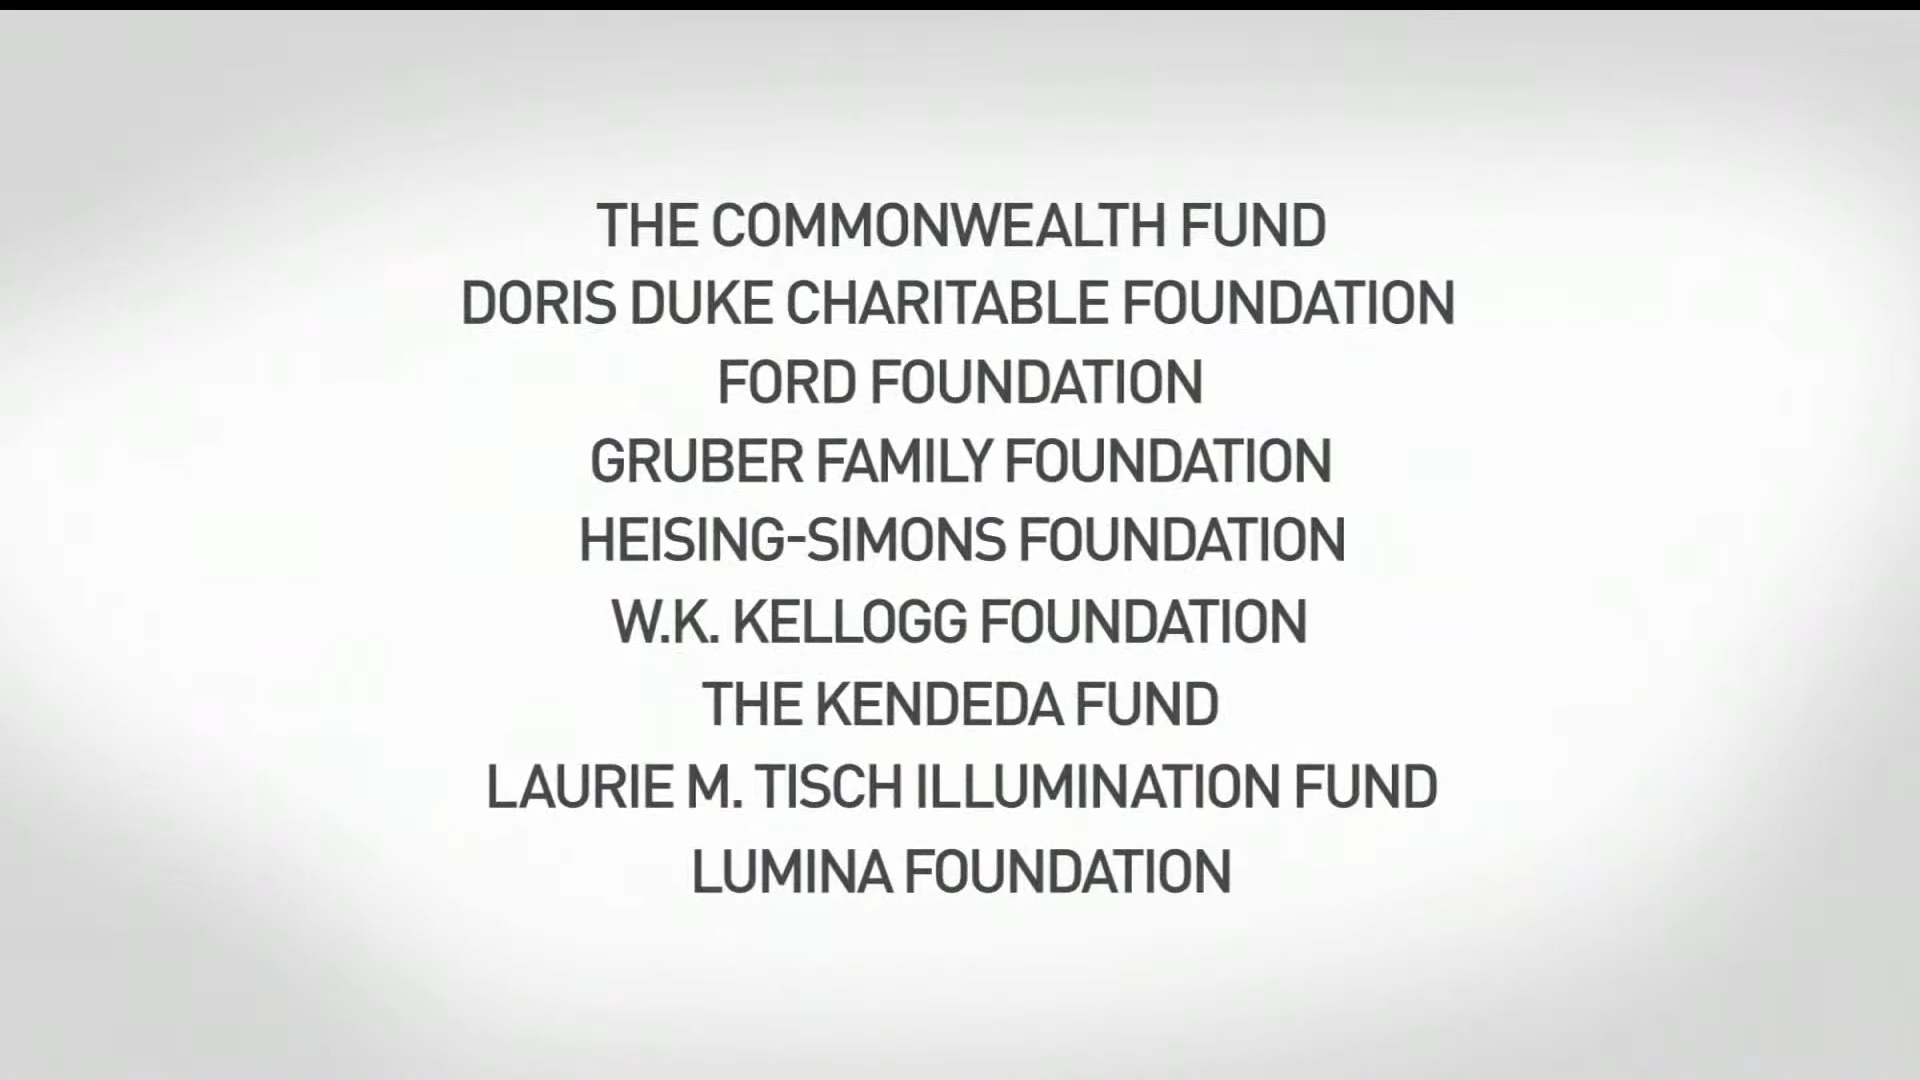 THE COMMONWEALTH FUND
DORIS DUKE CHARITABLE FOUNDATION
FORD FOUNDATION
GRUBER FAMILY FOUNDATION
HEISING-SIMONS FOUNDATION
W.K. KELLOGG FOUNDATION
THE KENDEDA FUND
LAURIE M. TISCH ILLUMINATION FUND
LUMINA FOUNDATION